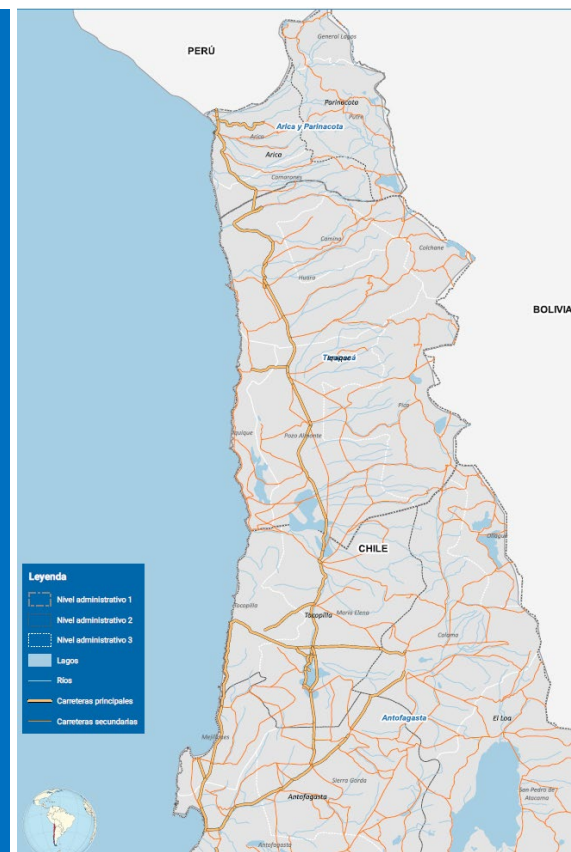 PERÚ
General Lagos
Parinacota
Putre
Arica y Parinacota
Arica
Arica
Camarones
Camiña
Colchane
Huara
BOLIVIA
Pica
Iquique
Pozo Almonte
CHILE
Ollagüe
Leyenda
Nivel administrativo 1
Nivel administrativo 2
Nivel administrativo 3
Lagos
Ríos
Carreteras principales
Carreteras secundarias
Tocopilla
María Elena
Tocopilla
Calama
Antofagasta
El Loa
Mejillones
Sierra Gorda
San Pedro de
Atacama
Antofagasta
Antofagasta